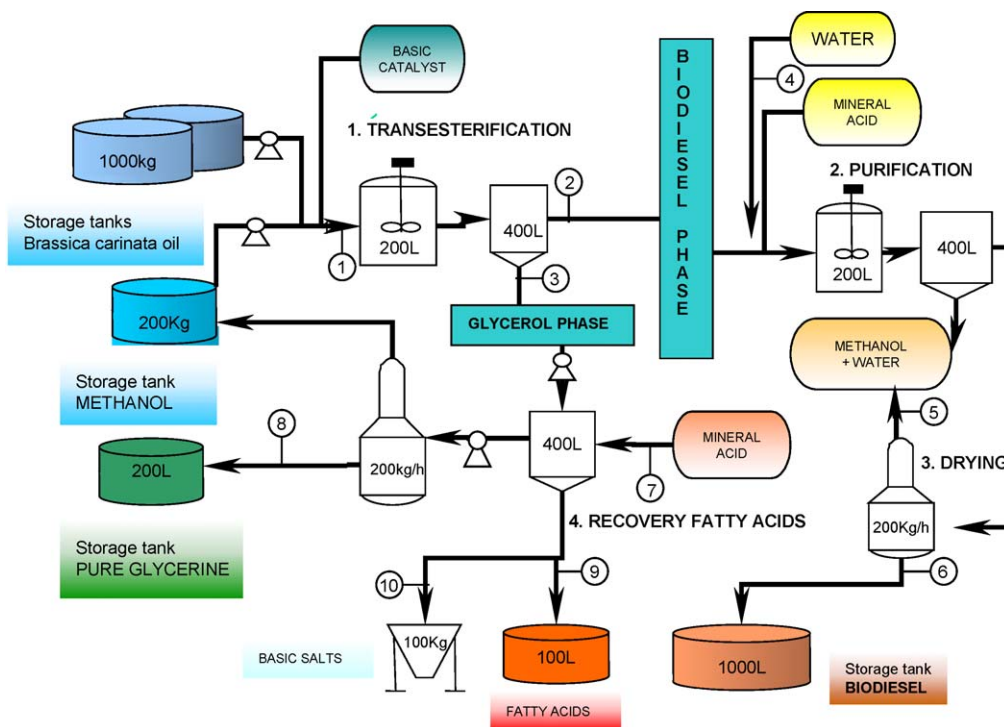 BASIC
CATALYST
WATER
4
MINERAL
ACID
1. TRANSESTERIFICATION
1000kg
2
BIODESEL PHASE
2. PURIFICATION
Storage tanks
Brassica carinata oil
200L
400L
1
3
200L
400L
GLYCEROL PHASE
200Kg
METHANOL
+ WATER
Storage tank
METHANOL
5
8
400L
MINERAL
ACID
3. DRYING
200L
200kg/h
7
200Kg/h
4. RECOVERY FATTY ACIDS
Storage tank
PURE GLYCERINE
10
9
6
100Kg
100L
1000L
BASIC SALTS
Storage tank
BIODESEL
FATTY ACIDS